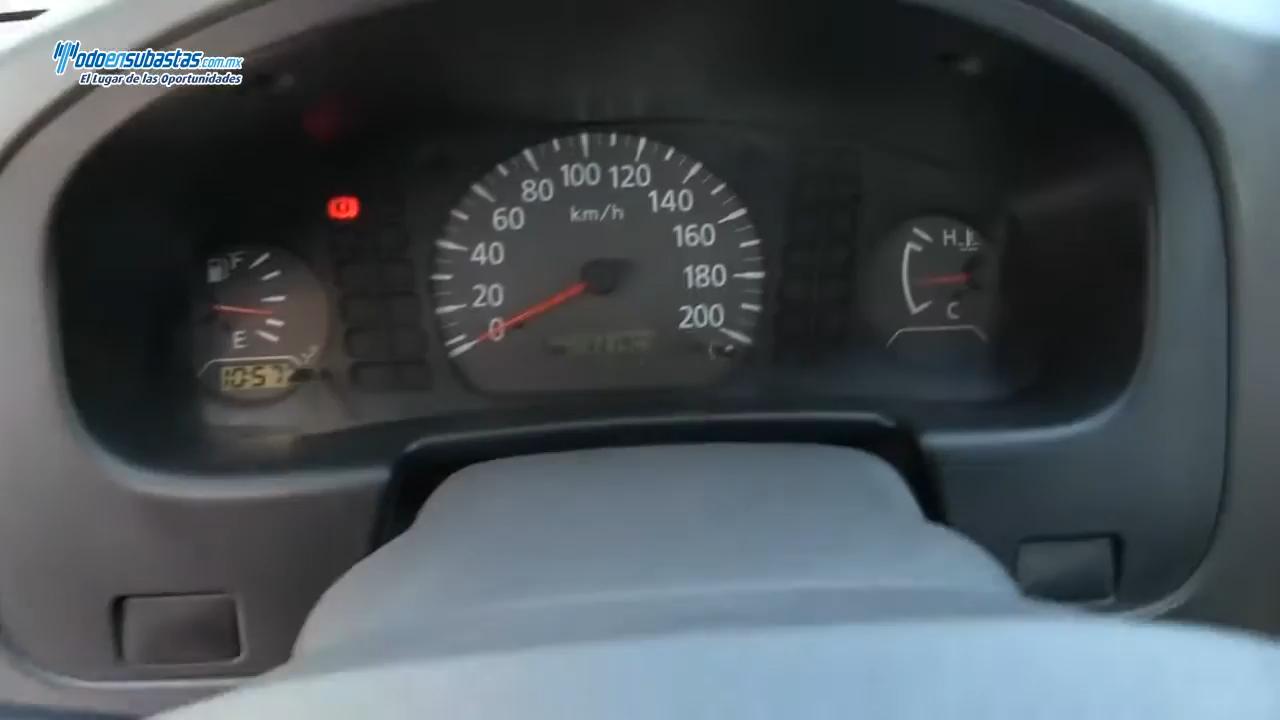 Todoensubastas.com.mx
El Lugar de las Oportunidades
0
20
40
60
80
100
120
140
160
180
200
km/h
F
E
10:57
H
C